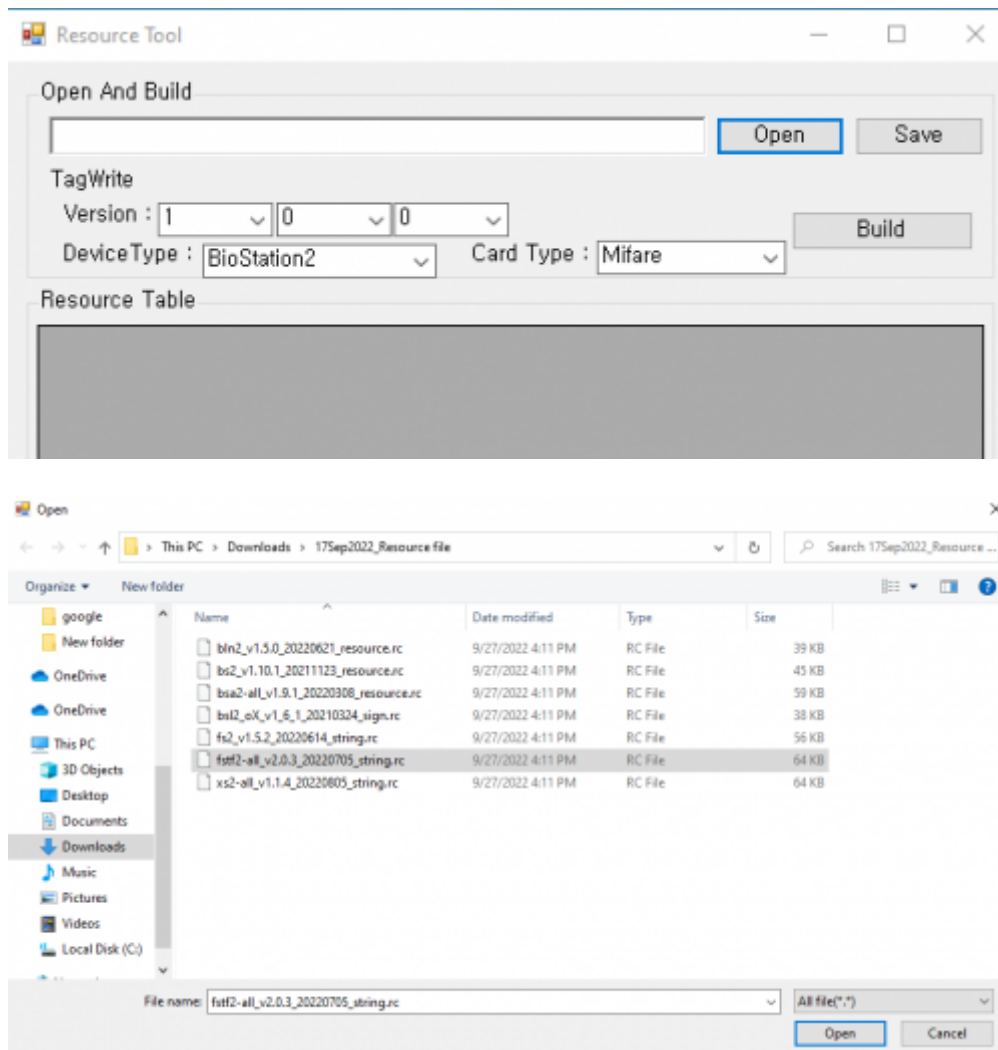 Resource Tool
Open And Build
Open Save
TagWrite
Version : 1 0 0
Build
DeviceType : BioStation2 Card Type : Mifare
Resource Table
Open
This PC > Downloads > 17Sep2022_Resource file
Search 17Sep2022_Resource ...
Organize New folder
google
New folder
OneDrive
OneDrive
This PC
3D Objects
Desktop
Documents
Downloads
Music
Pictures
Videos
Local Disk (C:)
Name Date modified Type Size
bln2_v1.5.0_20220621_resource.rc 9/27/2022 4:11 PM RC File 39 KB
bs2_v1.10.1_20211123_resource.rc 9/27/2022 4:11 PM RC File 45 KB
bsa2-all_v1.9.1_20220308_resource.rc 9/27/2022 4:11 PM RC File 59 KB
bsl2_oX_v1_6_1_20210324_sign.rc 9/27/2022 4:11 PM RC File 38 KB
fs2_v1.5.2_20220614_string.rc 9/27/2022 4:11 PM RC File 56 KB
fstf2-all_v2.0.3_20220705_string.rc 9/27/2022 4:11 PM RC File 64 KB
xs2-all_v1.1.4_20220805_string.rc 9/27/2022 4:11 PM RC File 64 KB
File name: fstf2-all_v2.0.3_20220705_string.rc All file(*.*)
Open Cancel